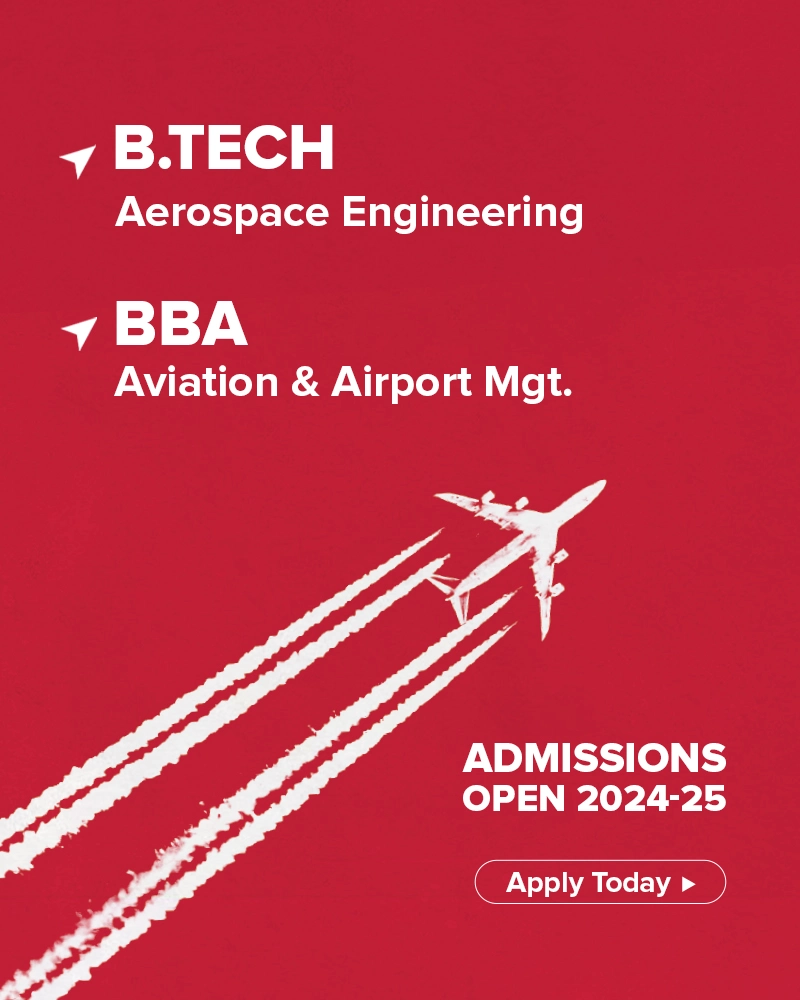 B.TECH
Aerospace Engineering
BBA
Aviation & Airport Mgt.
ADMISSIONS
OPEN 2024-25
Apply Today